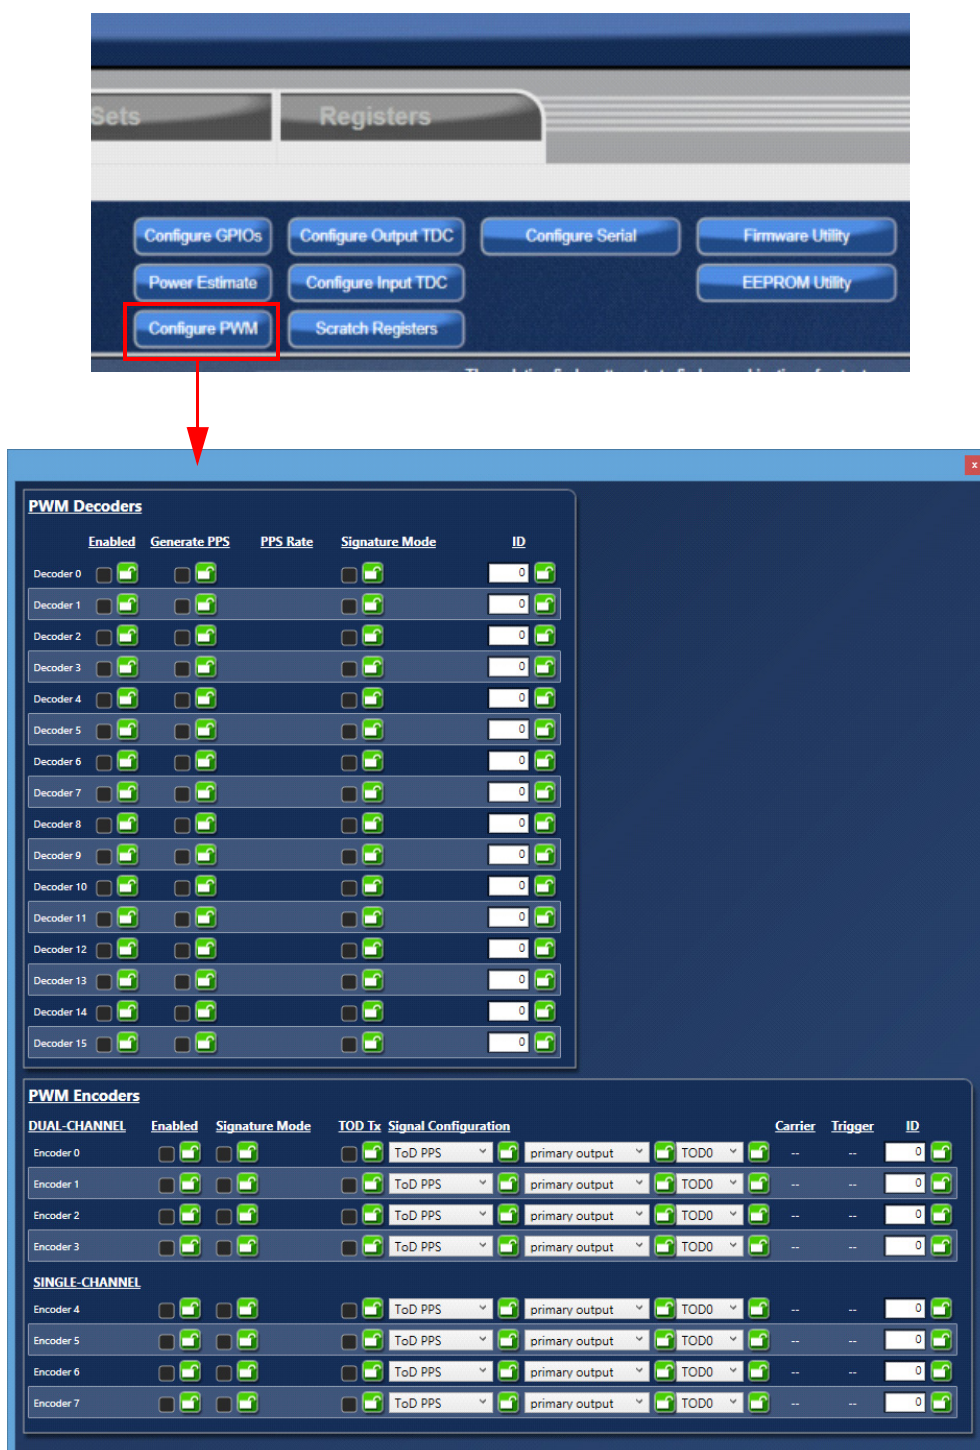 Sets Registers
Configure GPIOs Configure Output TDC Configure Serial Firmware Utility
Power Estimate Configure Input TDC EEPROM Utility
Configure PWM Scratch Registers
x
PWM Decoders
Enabled Generate PPS PPS Rate Signature Mode ID
Decoder 0 0
Decoder 1 0
Decoder 2 0
Decoder 3 0
Decoder 4 0
Decoder 5 0
Decoder 6 0
Decoder 7 0
Decoder 8 0
Decoder 9 0
Decoder 10 0
Decoder 11 0
Decoder 12 0
Decoder 13 0
Decoder 14 0
Decoder 15 0
PWM Encoders
DUAL-CHANNEL Enabled Signature Mode TOD Tx Signal Configuration Carrier Trigger ID
Encoder 0 ToD PPS primary output TOD0 -- -- 0
Encoder 1 ToD PPS primary output TOD0 -- -- 0
Encoder 2 ToD PPS primary output TOD0 -- -- 0
Encoder 3 ToD PPS primary output TOD0 -- -- 0
SINGLE-CHANNEL
Encoder 4 ToD PPS primary output TOD0 -- -- 0
Encoder 5 ToD PPS primary output TOD0 -- -- 0
Encoder 6 ToD PPS primary output TOD0 -- -- 0
Encoder 7 ToD PPS primary output TOD0 -- -- 0